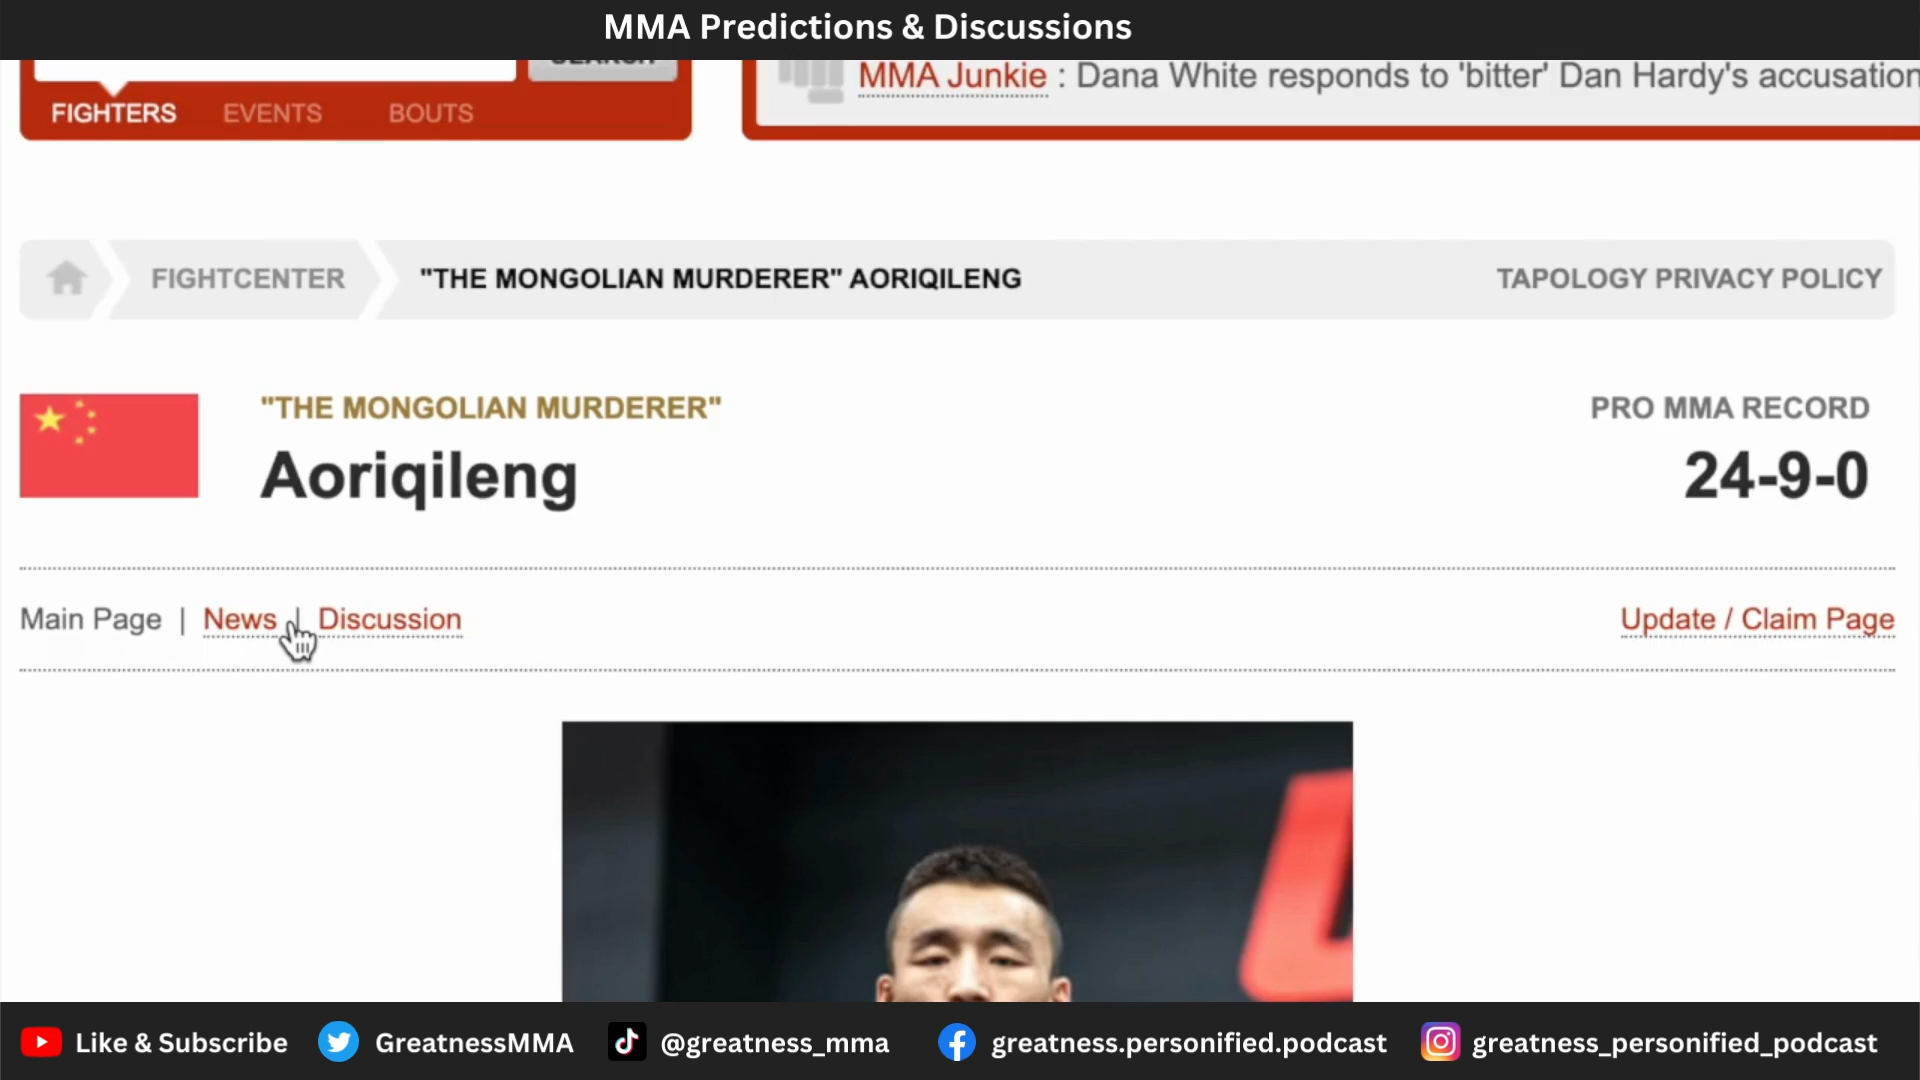 MMA Predictions & Discussions
SEARCH
MMA Junkie : Dana White responds to 'bitter' Dan Hardy's accusation
FIGHTERS EVENTS BOUTS
FIGHTCENTER "THE MONGOLIAN MURDERER" AORIQILENG TAPOLOGY PRIVACY POLICY
"THE MONGOLIAN MURDERER" PRO MMA RECORD
Aoriqileng 24-9-0
Main Page | News | Discussion Update / Claim Page
Like & Subscribe GreatnessMMA @greatness_mma greatness.personified.podcast greatness_personified_podcast